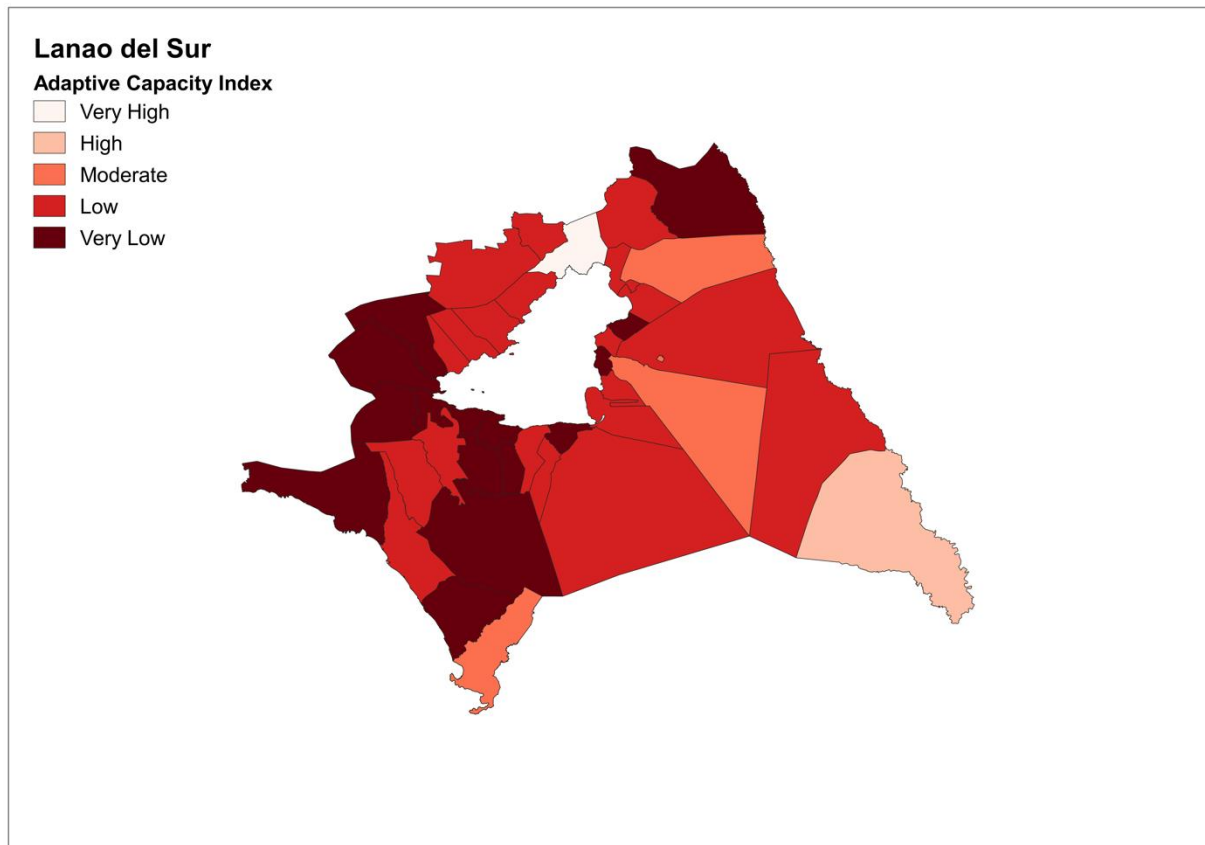 Lanao del Sur
Adaptive Capacity Index
Very High
High
Moderate
Low
Very Low